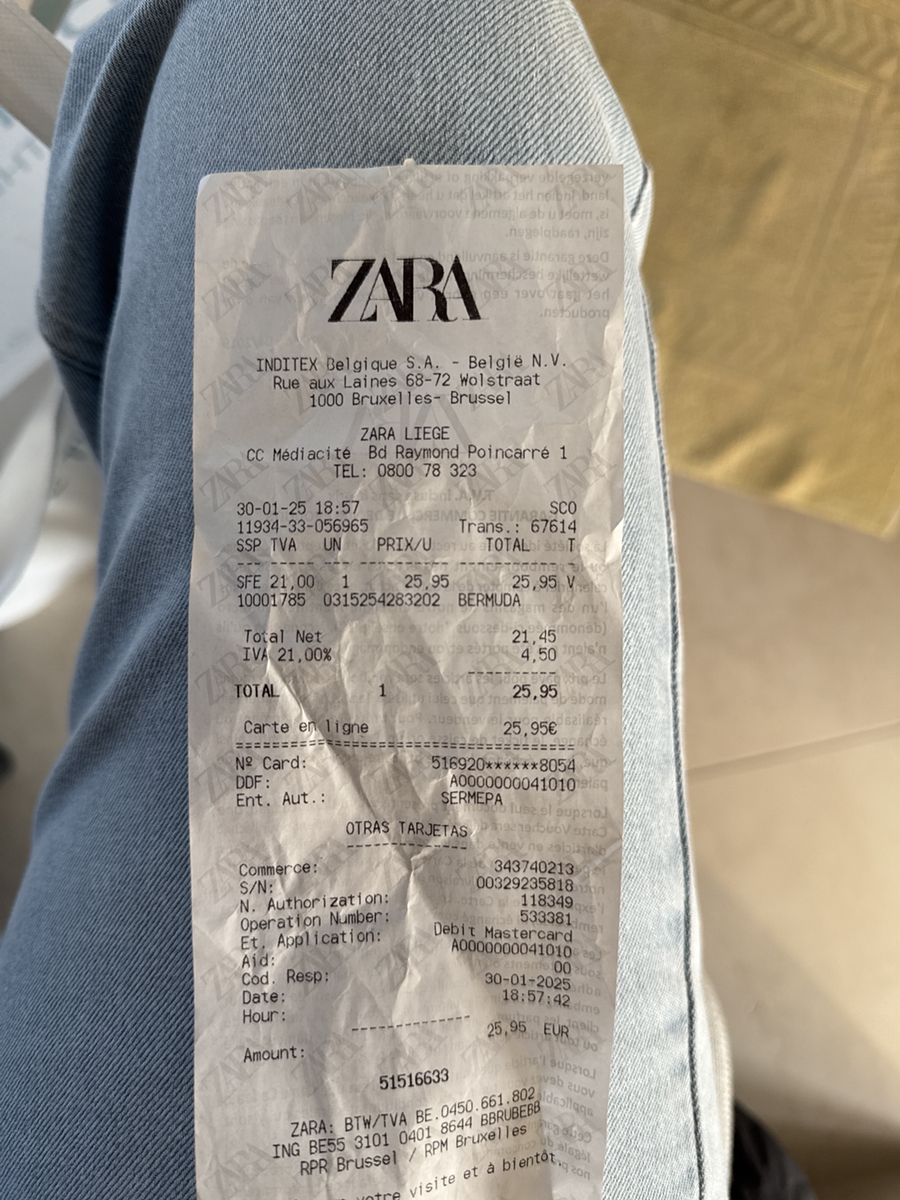 ZARA
INDITEX Belgique S.A. - België N.V.
Rue aux Laines 68-72 Wolstraat
1000 Bruxelles- Brussel
ZARA LIEGE
CC Médiacité Bd Raymond Poincarré 1
TEL: 0800 78 323
30-01-25 18:57 SCO
11934-33-056965 Trans.: 67614
SSP TVA UN PRIX/U TOTAL T
SFE 21,00 1 25,95 25,95 V
10001785 0315254283202 BERMUDA
Total Net 21,45
IVA 21,00% 4,50
TOTAL 1 25,95
Carte en ligne 25,95€
Nº Card: 516920******8054
DDF: A0000000041010
Ent. Aut.: SERMEPA
OTRAS TARJETAS
Commerce: 343740213
S/N: 00329235818
N. Authorization: 118349
Operation Number: 533381
Et. Application: Debit Mastercard
Aid: A0000000041010
Cod. Resp: 00
Date: 30-01-2025
Hour: 18:57:42
Amount: 25,95 EUR
51516633
ZARA: BTW/TVA BE.0450.661.802
ING BE55 3101 0401 8644 BBRUBEBB
RPR Brussel / RPM Bruxelles
votre visite et à bientôt